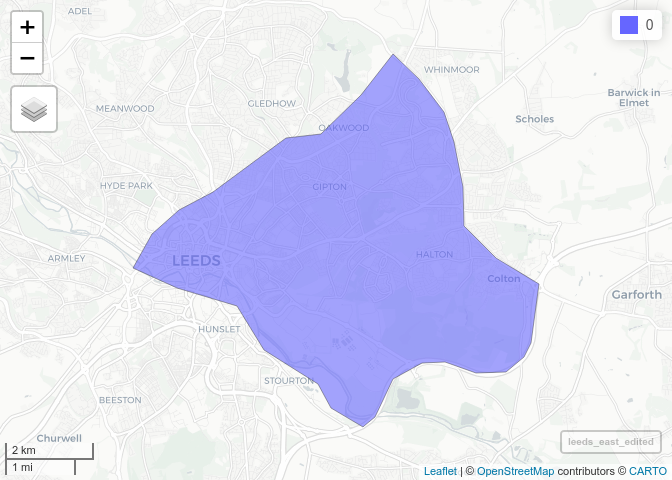 +
−
0
ADEL
WHINMOOR
MEANWOOD
GLEDHOW
Barwick in
Elmet
Scholes
OAKWOOD
HYDE PARK
GIPTON
ARMLEY
LEEDS
HALTON
Colton
Garforth
HUNSLET
STOURTON
BEESTON
Churwell
leeds_east_edited
2 km
1 mi
Leaflet | © OpenStreetMap contributors © CARTO